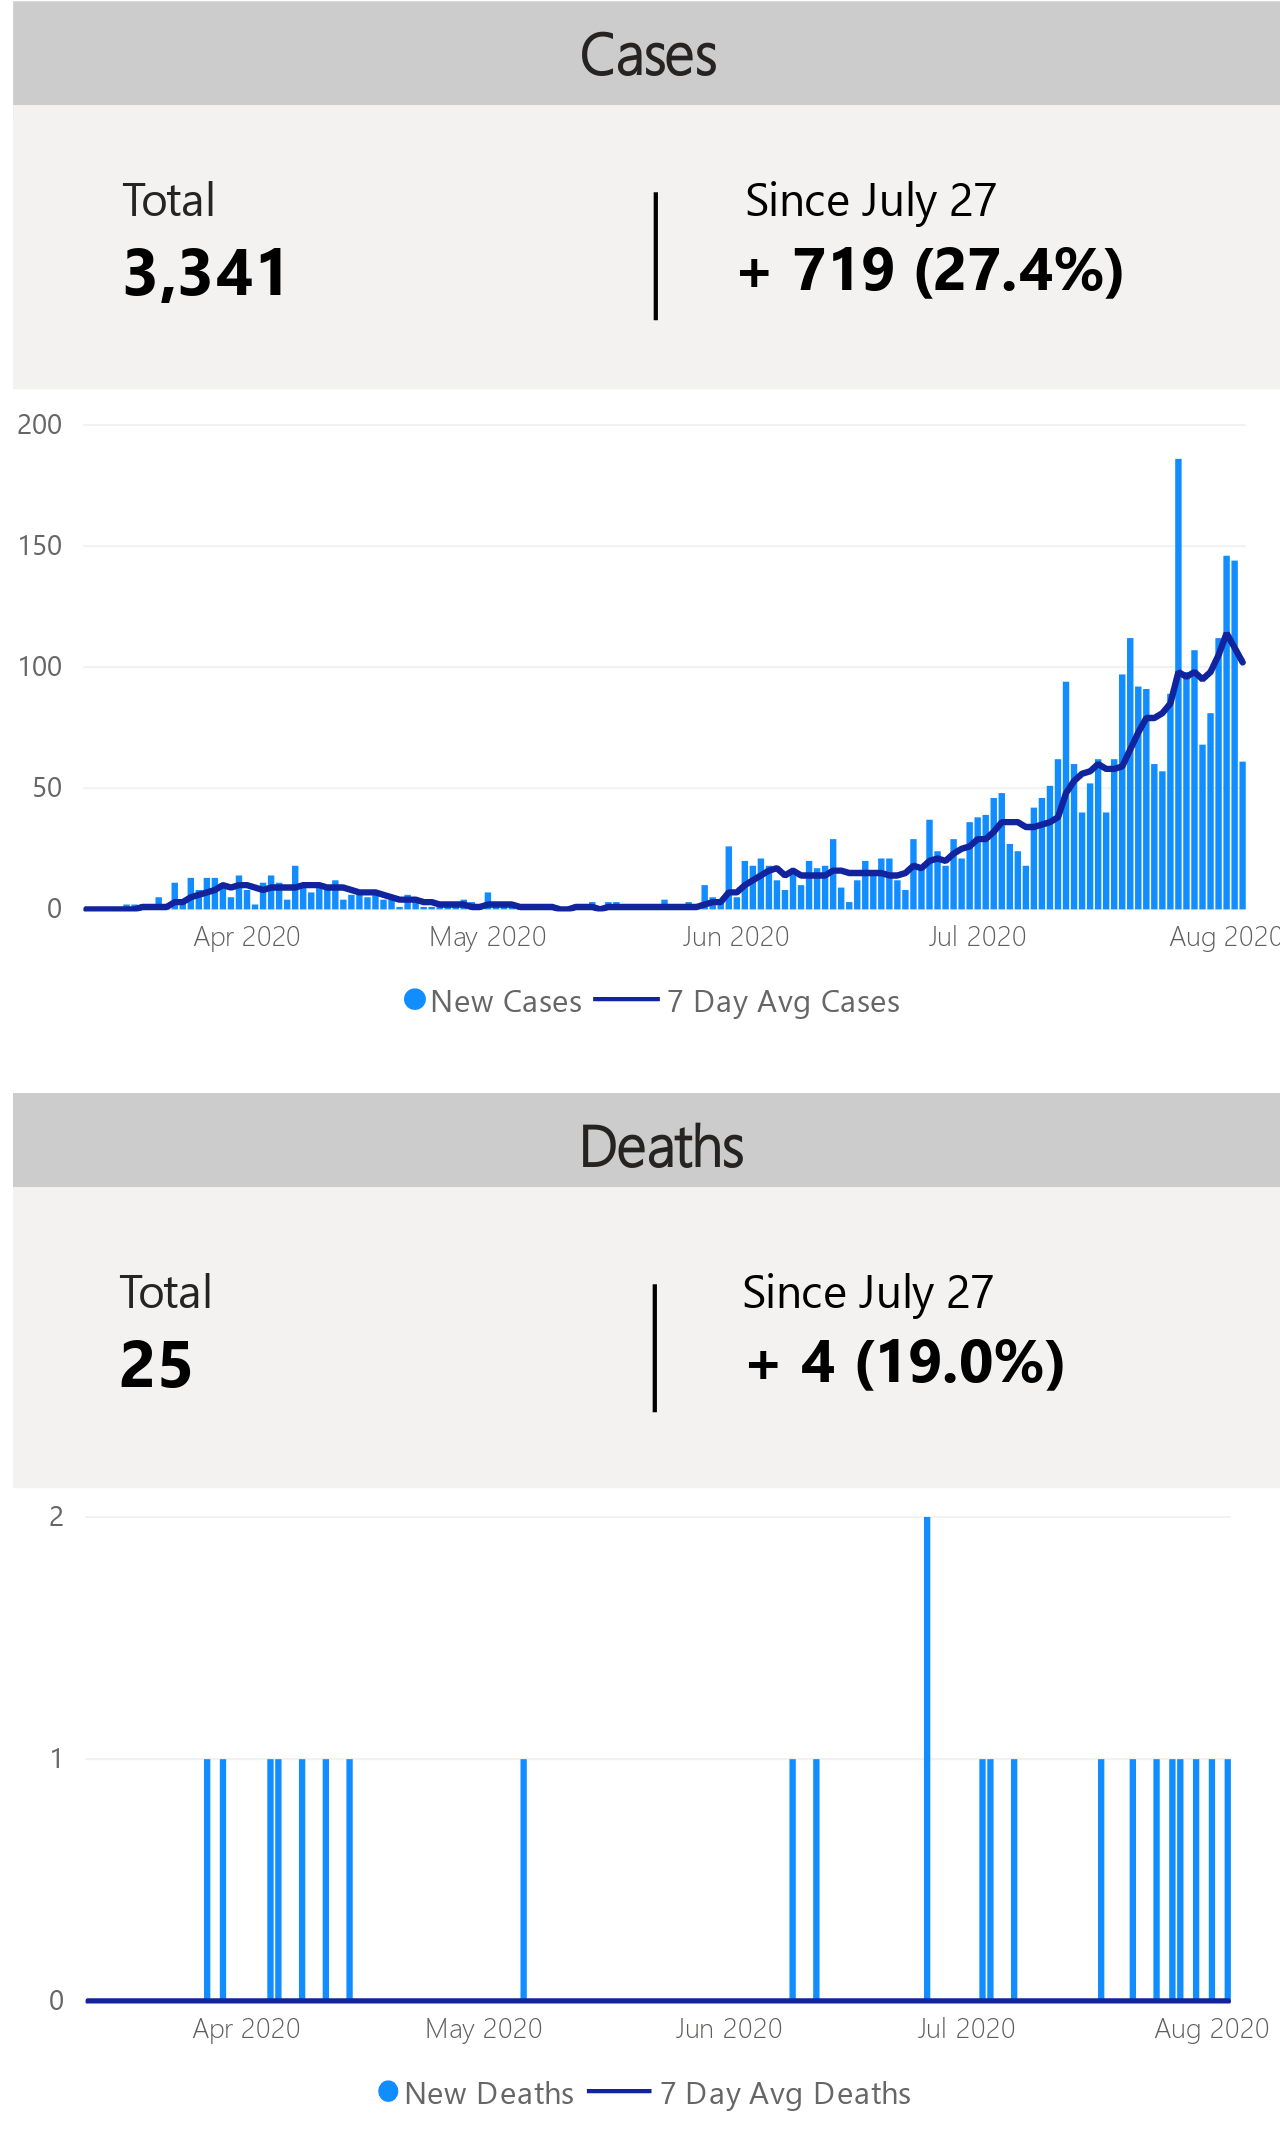 Cases
Total
3,341
Since July 27
+ 719 (27.4%)
200
150
100
50
0
Apr 2020 May 2020 Jun 2020 Jul 2020 Aug 2020
New Cases 7 Day Avg Cases
Deaths
Total
25
Since July 27
+ 4 (19.0%)
2
1
0
Apr 2020 May 2020 Jun 2020 Jul 2020 Aug 2020
New Deaths 7 Day Avg Deaths